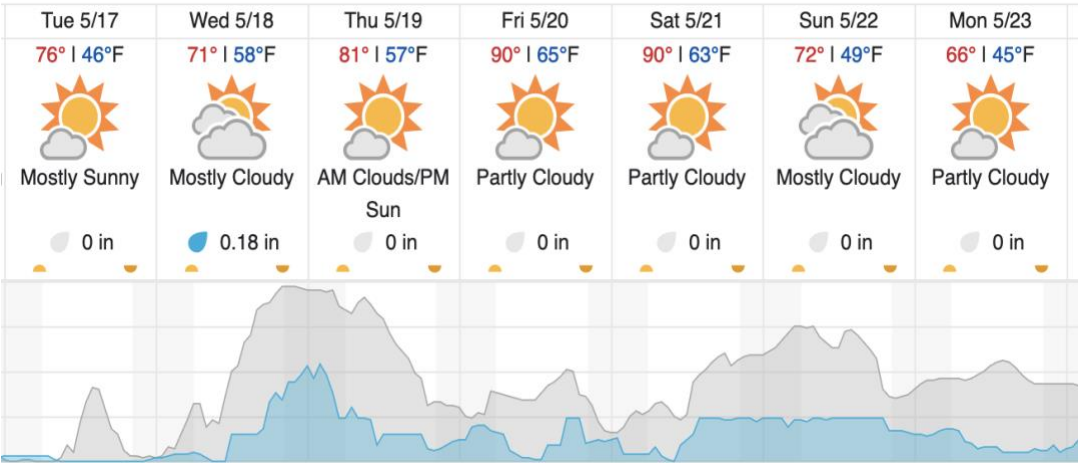 Tue 5/17
76° | 46°F
Mostly Sunny
0 in
Wed 5/18
71° | 58°F
Mostly Cloudy
0.18 in
Thu 5/19
81° | 57°F
AM Clouds/PM
Sun
0 in
Fri 5/20
90° | 65°F
Partly Cloudy
0 in
Sat 5/21
90° | 63°F
Partly Cloudy
0 in
Sun 5/22
72° | 49°F
Mostly Cloudy
0 in
Mon 5/23
66° | 45°F
Partly Cloudy
0 in